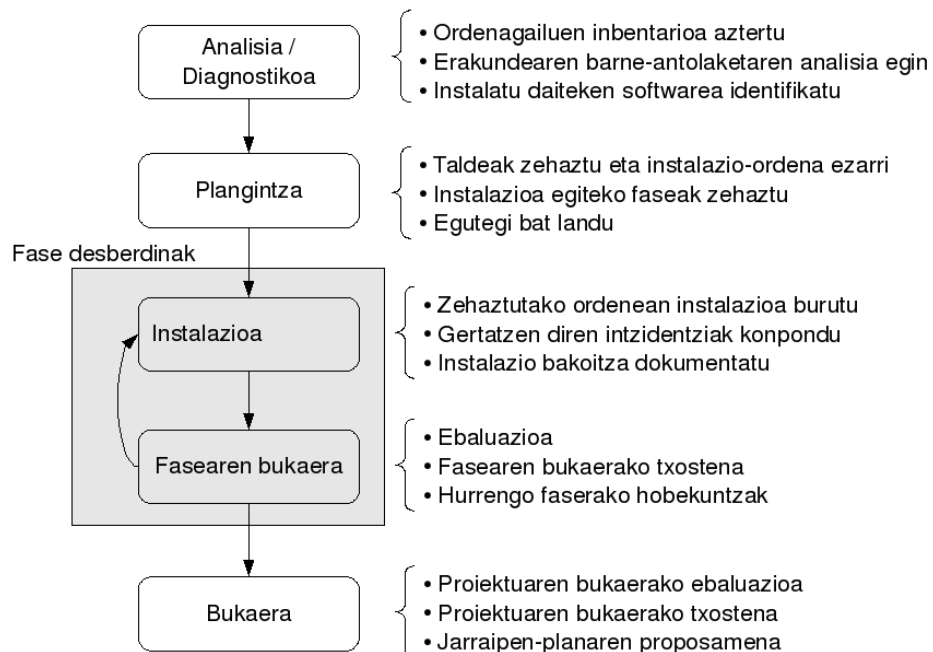 Analisia /
Diagnostikoa
• Ordenagailuen inbentarioa aztertu
• Erakundearen barne-antolaketaren analisia egin
• Instalatu daiteken softwarea identifikatu
Plangintza
• Taldeak zehaztu eta instalazio-ordena ezarri
• Instalazioa egiteko faseak zehaztu
• Egutegi bat landu
Fase desberdinak
Instalazioa
• Zehaztutako ordenean instalazioa burutu
• Gertatzen diren intzidentziak konpondu
• Instalazio bakoitza dokumentatu
Fasearen bukaera
• Ebaluazioa
• Fasearen bukaerako txostena
• Hurrengo faserako hobekuntzak
Bukaera
• Proiektuaren bukaerako ebaluazioa
• Proiektuaren bukaerako txostena
• Jarraipen-planaren proposamena